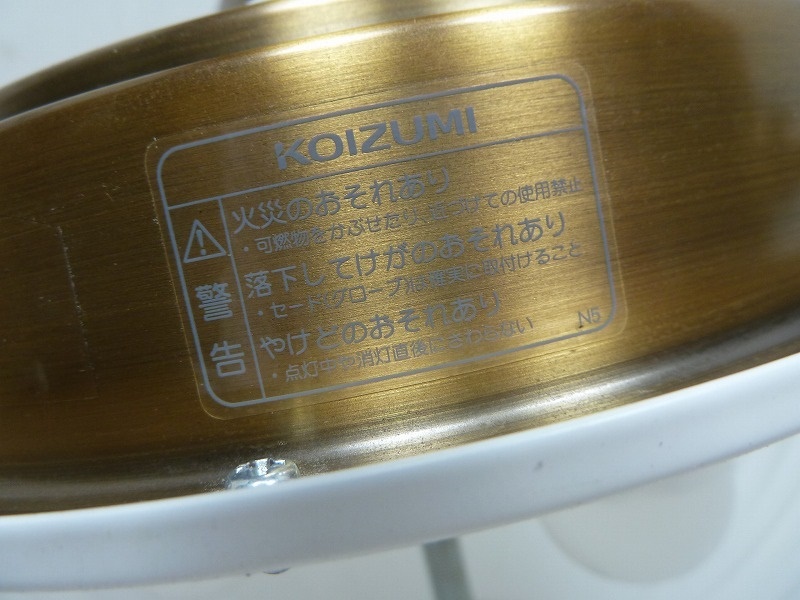 KOIZUMI
警告
火災のおそれあり
・可燃物をかぶせたり、近づけての使用禁止
落下してけがのおそれあり
・セード(グローブ)は確実に取付けること
やけどのおそれあり
・点灯中や消灯直後にさわらない
N5